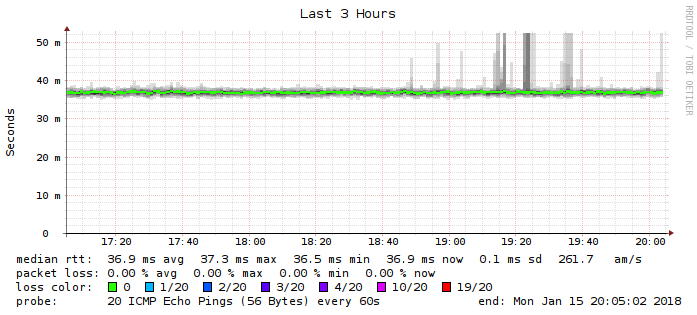 Last 3 Hours
RRDTOOL / TOBI OETIKER
Seconds
50 m
40 m
30 m
20 m
10 m
0
17:20 17:40 18:00 18:20 18:40 19:00 19:20 19:40 20:00
median rtt: 36.9 ms avg 37.3 ms max 36.5 ms min 36.9 ms now 0.1 ms sd 261.7 am/s
packet loss: 0.00 % avg 0.00 % max 0.00 % min 0.00 % now
loss color: 0 1/20 2/20 3/20 4/20 10/20 19/20
probe: 20 ICMP Echo Pings (56 Bytes) every 60s end: Mon Jan 15 20:05:02 2018